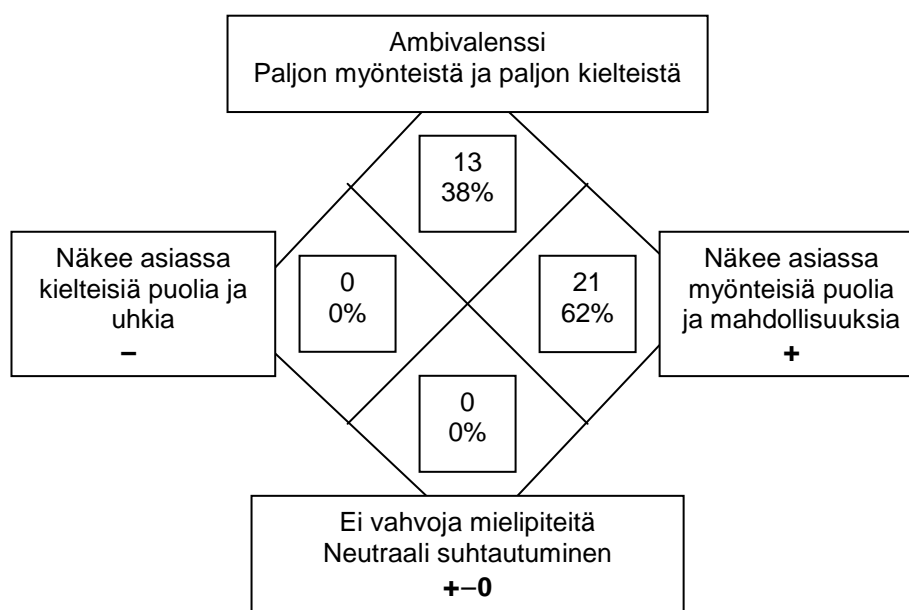 Ambivalenssi
Paljon myönteistä ja paljon kielteistä
13
38%
Näkee asiassa
kielteisiä puolia ja
uhkia
–
0
0%
21
62%
Näkee asiassa
myönteisiä puolia
ja mahdollisuuksia
+
0
0%
Ei vahvoja mielipiteitä
Neutraali suhtautuminen
+–0